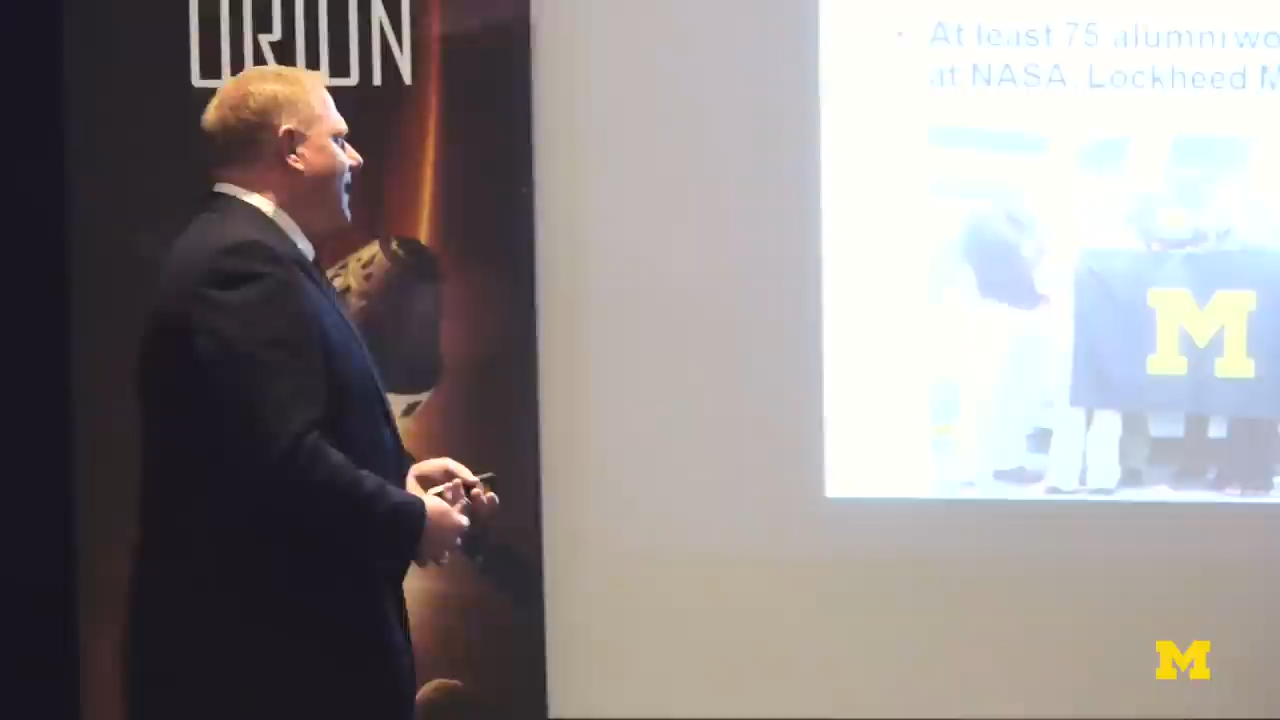 ORION
At least 75 alumni wo
at NASA, Lockheed M
M
M